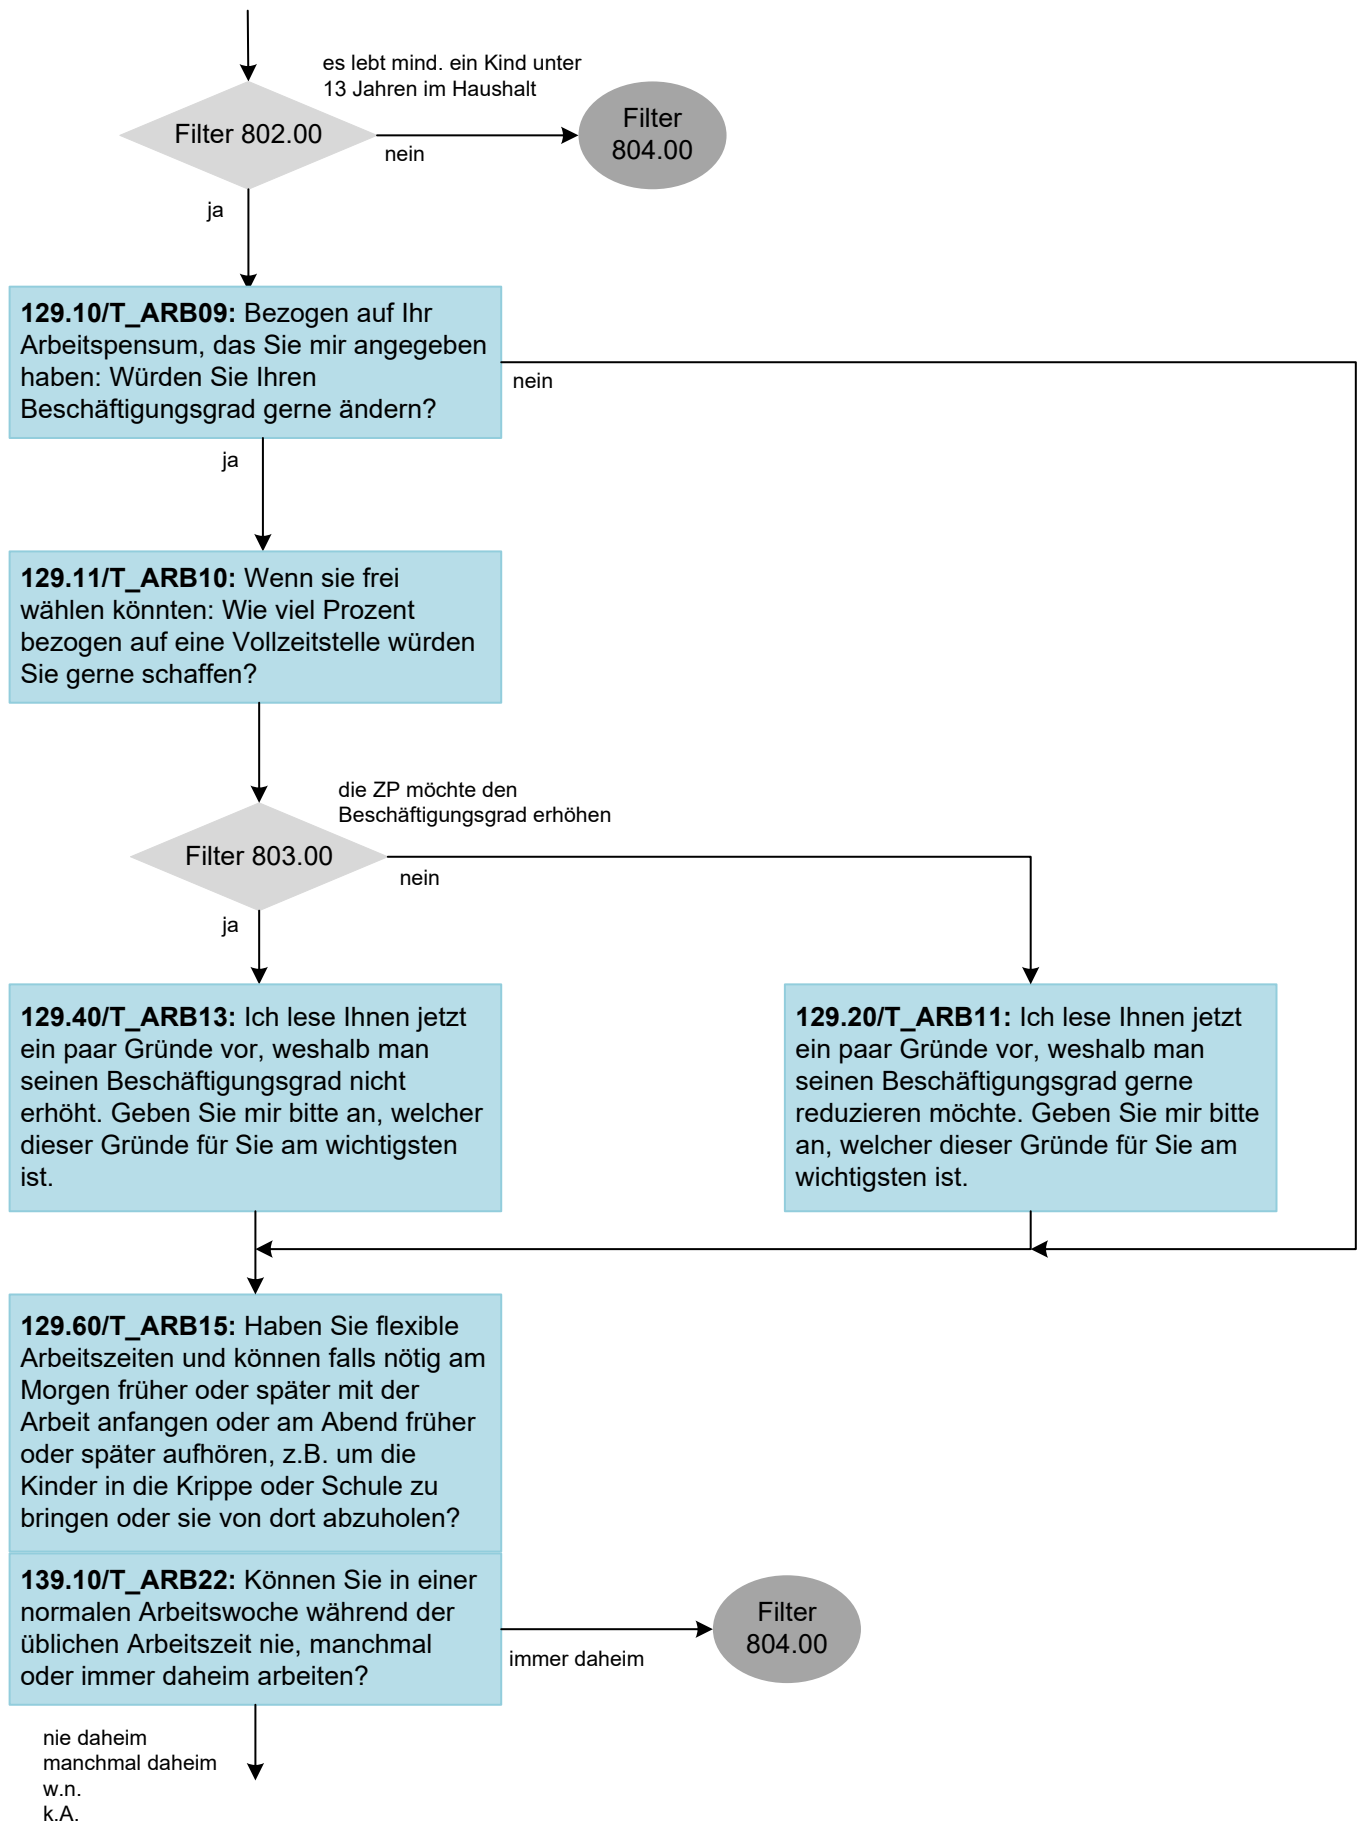 es lebt mind. ein Kind unter
13 Jahren im Haushalt
Filter 802.00
nein
Filter
804.00
ja
129.10/T_ARB09: Bezogen auf Ihr
Arbeitspensum, das Sie mir angegeben
haben: Würden Sie Ihren
Beschäftigungsgrad gerne ändern?
nein
ja
129.11/T_ARB10: Wenn sie frei
wählen könnten: Wie viel Prozent
bezogen auf eine Vollzeitstelle würden
Sie gerne schaffen?
die ZP möchte den
Beschäftigungsgrad erhöhen
Filter 803.00
nein
ja
129.40/T_ARB13: Ich lese Ihnen jetzt
ein paar Gründe vor, weshalb man
seinen Beschäftigungsgrad nicht
erhöht. Geben Sie mir bitte an, welcher
dieser Gründe für Sie am wichtigsten
ist.
129.20/T_ARB11: Ich lese Ihnen jetzt
ein paar Gründe vor, weshalb man
seinen Beschäftigungsgrad gerne
reduzieren möchte. Geben Sie mir bitte
an, welcher dieser Gründe für Sie am
wichtigsten ist.
129.60/T_ARB15: Haben Sie flexible
Arbeitszeiten und können falls nötig am
Morgen früher oder später mit der
Arbeit anfangen oder am Abend früher
oder später aufhören, z.B. um die
Kinder in die Krippe oder Schule zu
bringen oder sie von dort abzuholen?
139.10/T_ARB22: Können Sie in einer
normalen Arbeitswoche während der
üblichen Arbeitszeit nie, manchmal
oder immer daheim arbeiten?
immer daheim
Filter
804.00
nie daheim
manchmal daheim
w.n.
k.A.